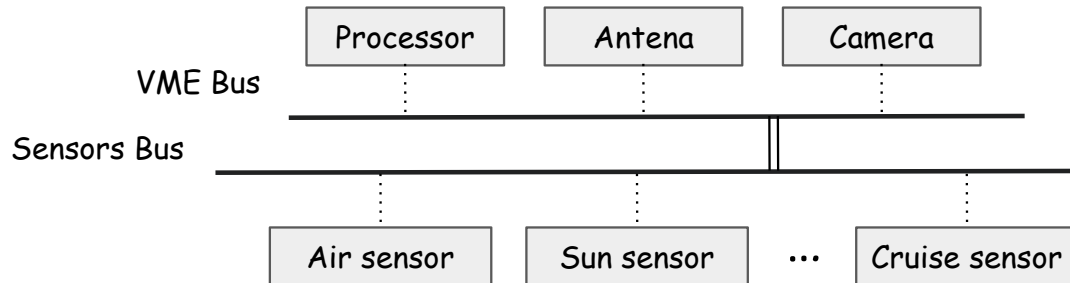 Processor
Antena
Camera
VME Bus
Sensors Bus
Air sensor
Sun sensor
...
Cruise sensor